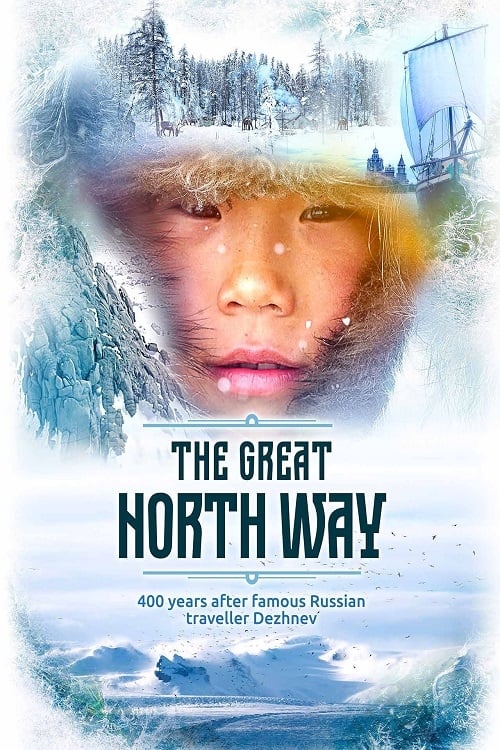 THE GREAT
NORTH WAY
400 years after famous Russian
traveller Dezhnev